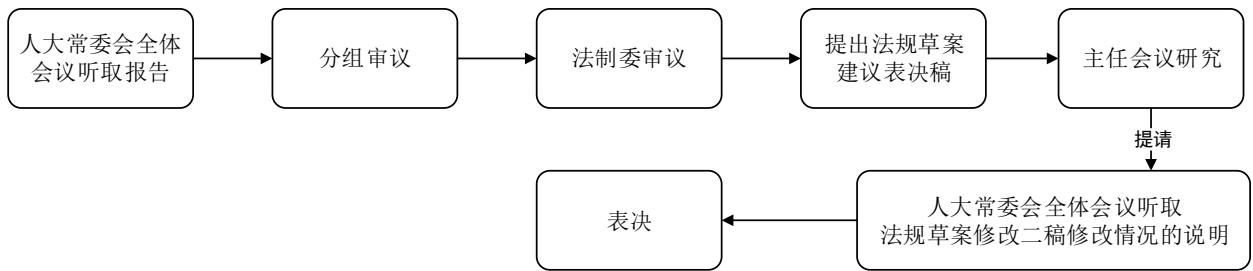 人大常委会全体
会议听取报告
分组审议
法制委审议
提出法规草案
建议表决稿
主任会议研究
提请
人大常委会全体会议听取
法规草案修改二稿修改情况的说明
表决